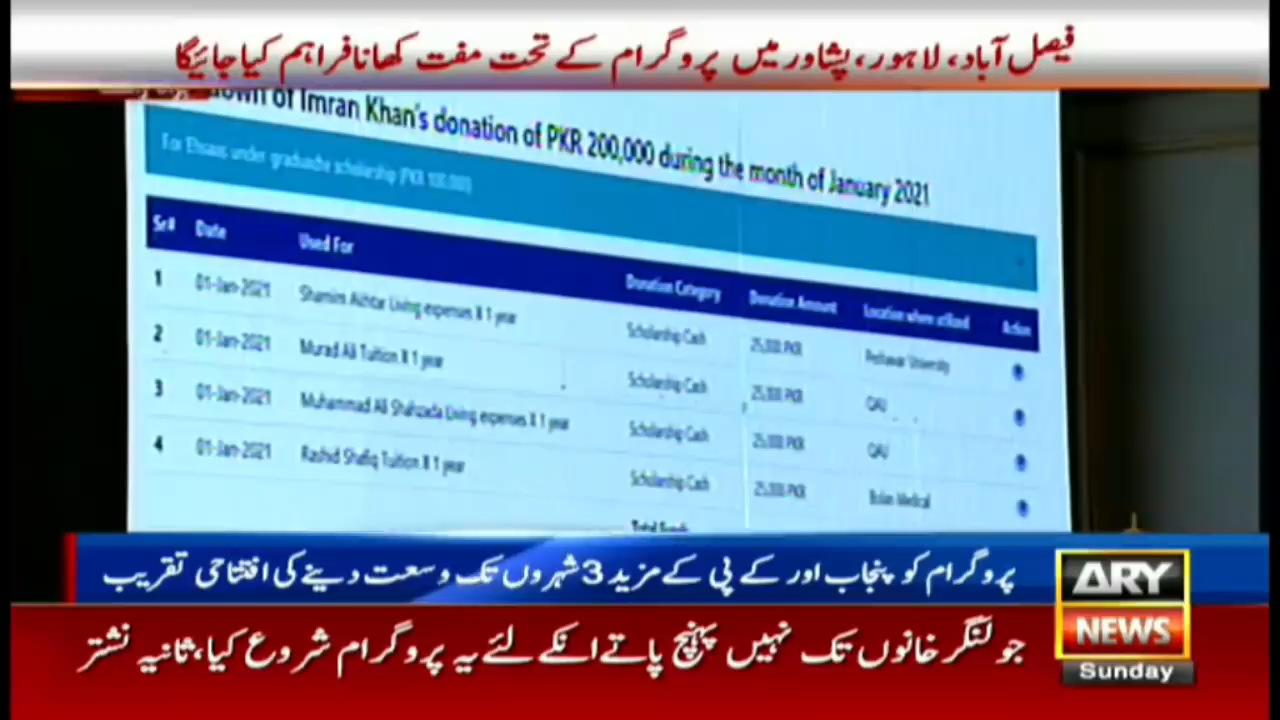 فیصل آباد، لاہور، پشاور میں پروگرام کے تحت مفت کھانا فراہم کیا جائیگا
of Imran Khan's donation of PKR 200,000 during the month of January 2021
For Ehsaas under graduate scholarship (PKR 100,000)
Sr# Date Used For Donation Category Donation Amount Location where utilized Action
1 01-Jan-2021 Shamim Akhtar Living expenses X 1 year Scholarship Cash 25,000 PKR Peshawar University
2 01-Jan-2021 Murad Ali Tuition X 1 year Scholarship Cash 25,000 PKR QAU
3 01-Jan-2021 Muhammad Ali Shahzada Living expenses X 1 year Scholarship Cash 25,000 PKR QAU
4 01-Jan-2021 Rashid Shafiq Tuition X 1 year Scholarship Cash 25,000 PKR Bolan Medical
Total
پروگرام کو پنجاب اور کے پی کے مزید 3 شہروں تک وسعت دینے کی افتتاحی تقریب
جو لنگر خانوں تک نہیں پہنچ پاتے انکے لئے یہ پروگرام شروع کیا، ثانیہ نشتر
ARY
NEWS
Sunday